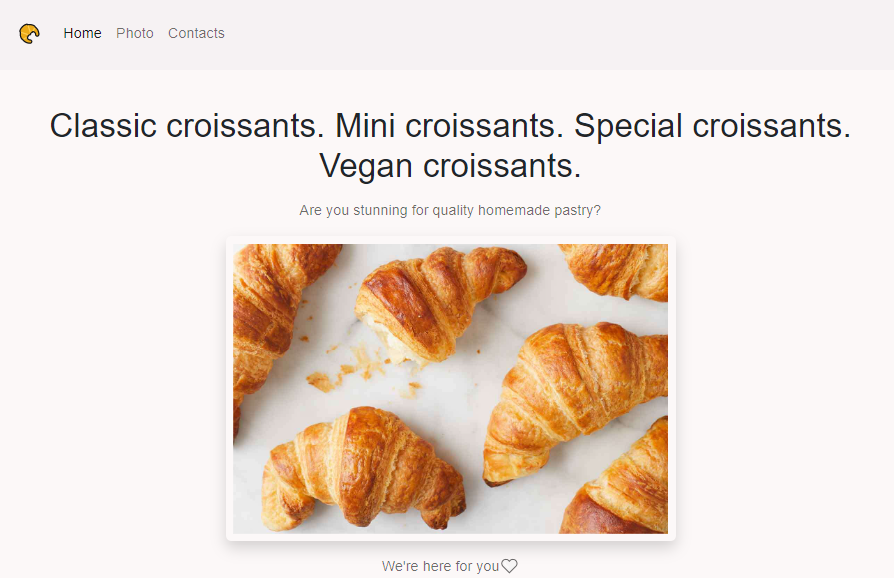 Home Photo Contacts
Classic croissants. Mini croissants. Special croissants.
Vegan croissants.
Are you stunning for quality homemade pastry?
We're here for you♡